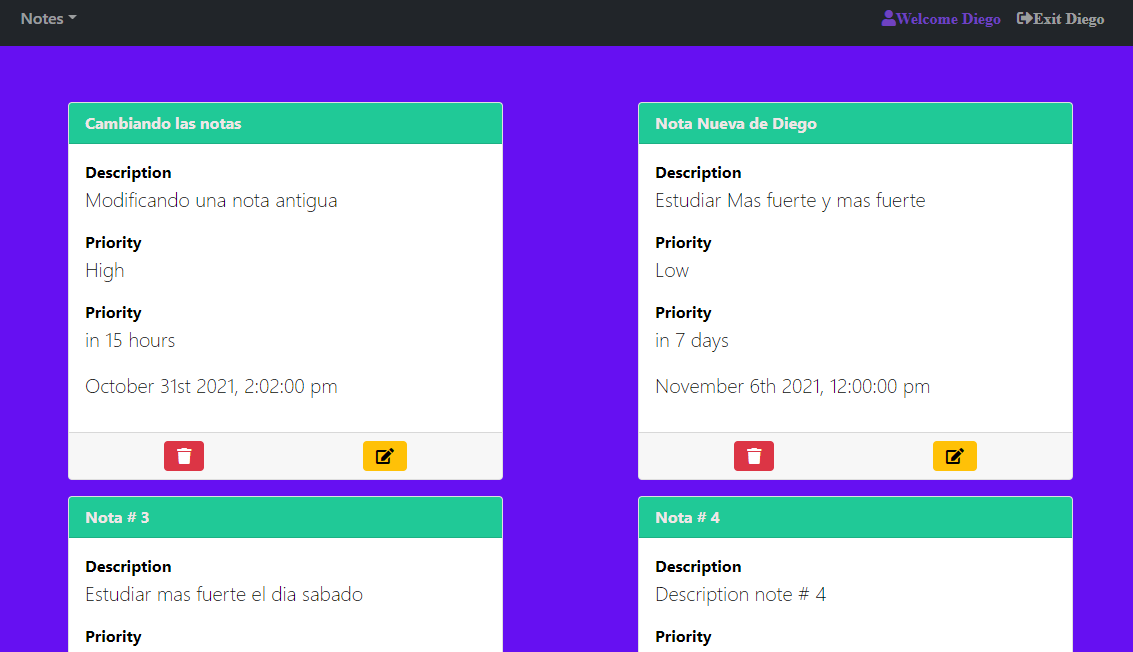 Notes
Welcome Diego
Exit Diego
Cambiando las notas
Description
Modificando una nota antigua
Priority
High
Priority
in 15 hours
October 31st 2021, 2:02:00 pm
Nota Nueva de Diego
Description
Estudiar Mas fuerte y mas fuerte
Priority
Low
Priority
in 7 days
November 6th 2021, 12:00:00 pm
Nota # 3
Description
Estudiar mas fuerte el dia sabado
Priority
Nota # 4
Description
Description note # 4
Priority